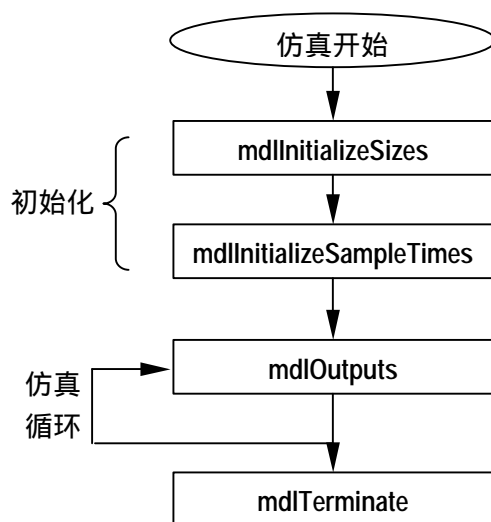 仿真开始
mdlInitializeSizes
初始化
mdlInitializeSampleTimes
mdlOutputs
仿真
循环
mdlTerminate